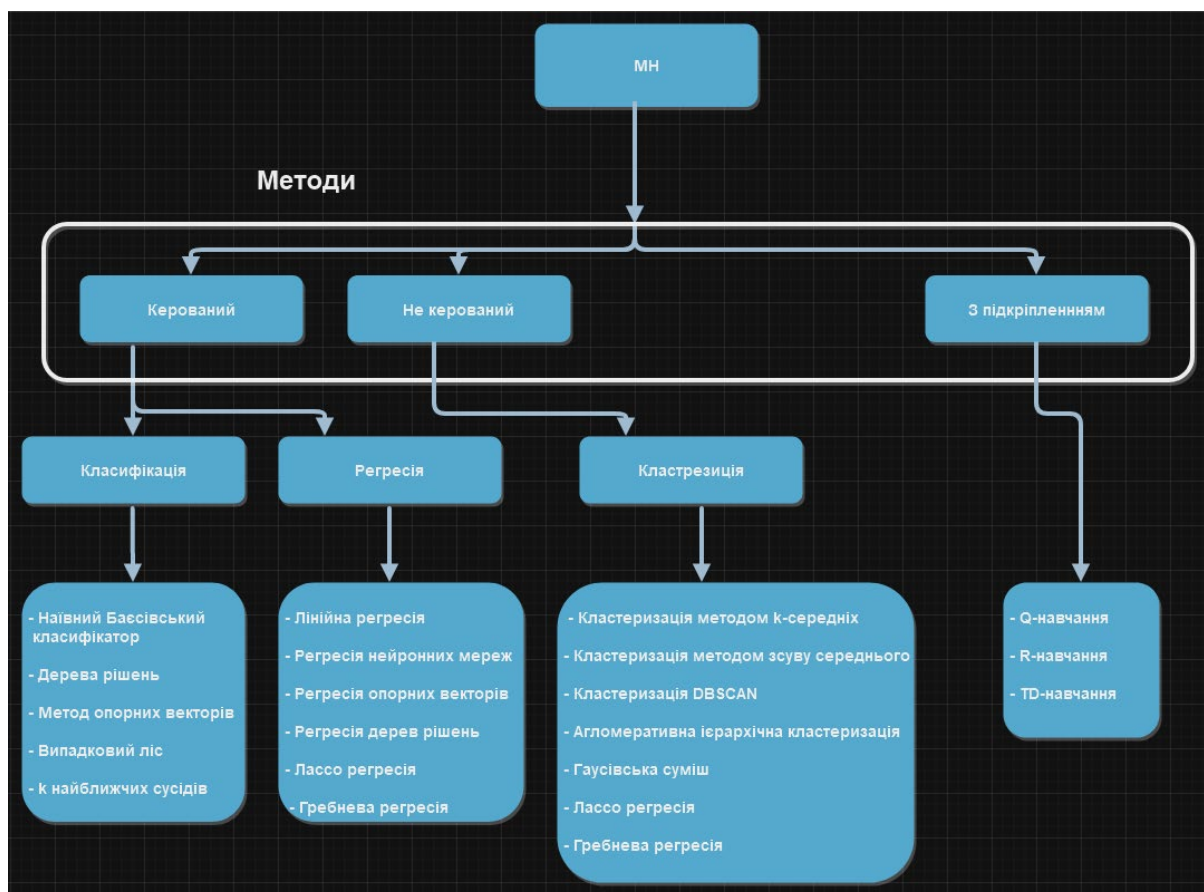 МН
Методи
Керований
Не керований
З підкріпленнням
Класифікація
Регресія
Кластрезиція
- Наївний Баєсівський
класифікатор
- Дерева рішень
- Метод опорних векторів
- Випадковий ліс
- k найближчих сусідів
- Лінійна регресія
- Регресія нейронних мереж
- Регресія опорних векторів
- Регресія дерев рішень
- Лассо регресія
- Гребнева регресія
- Кластеризація методом k-середніх
- Кластеризація методом зсуву середнього
- Кластеризація DBSCAN
- Агломеративна ієрархічна кластеризація
- Гаусівська суміш
- Лассо регресія
- Гребнева регресія
- Q-навчання
- R-навчання
- TD-навчання